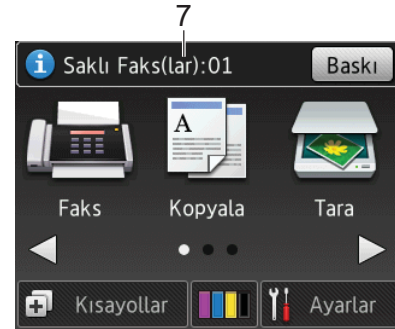 7
Saklı Faks(lar):01 Baskı
A
Faks Kopyala Tara
Kısayollar Ayarlar